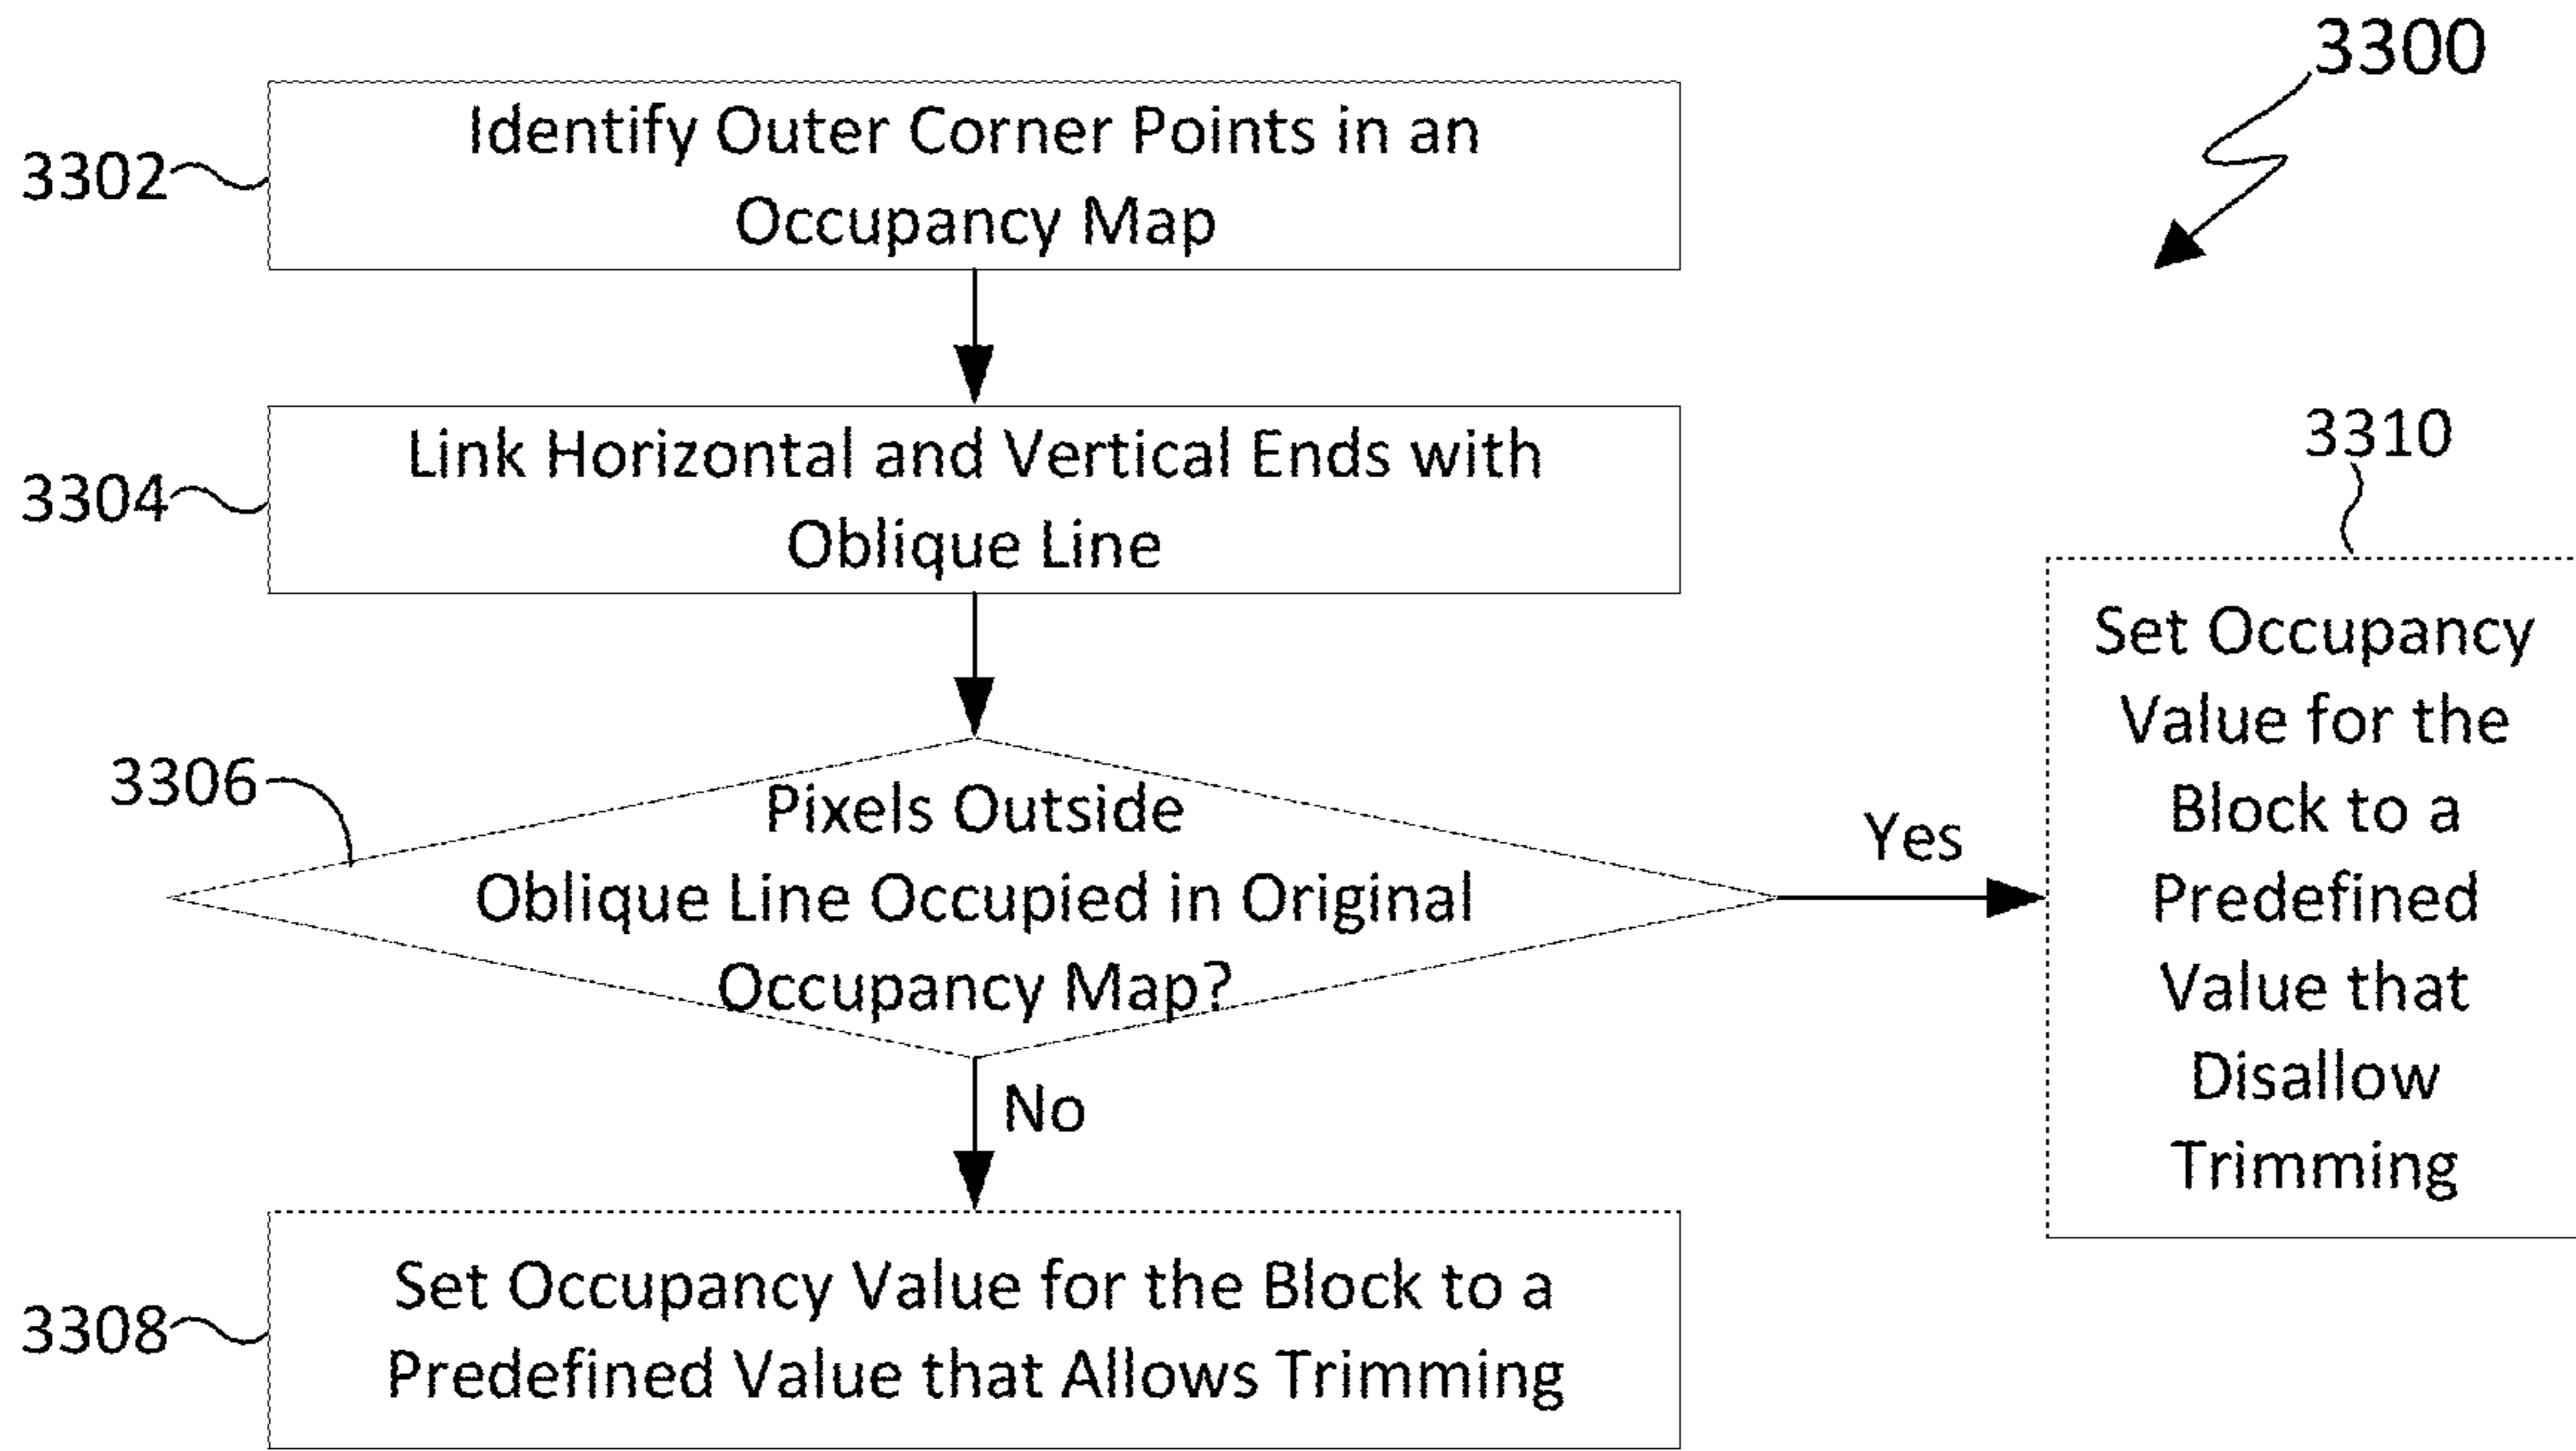 3300
3302
Identify Outer Corner Points in an
Occupancy Map
3304
Link Horizontal and Vertical Ends with
Oblique Line
3306
Pixels Outside
Oblique Line Occupied in Original
Occupancy Map?
Yes
No
3310
Set Occupancy
Value for the
Block to a
Predefined
Value that
Disallow
Trimming
3308
Set Occupancy Value for the Block to a
Predefined Value that Allows Trimming